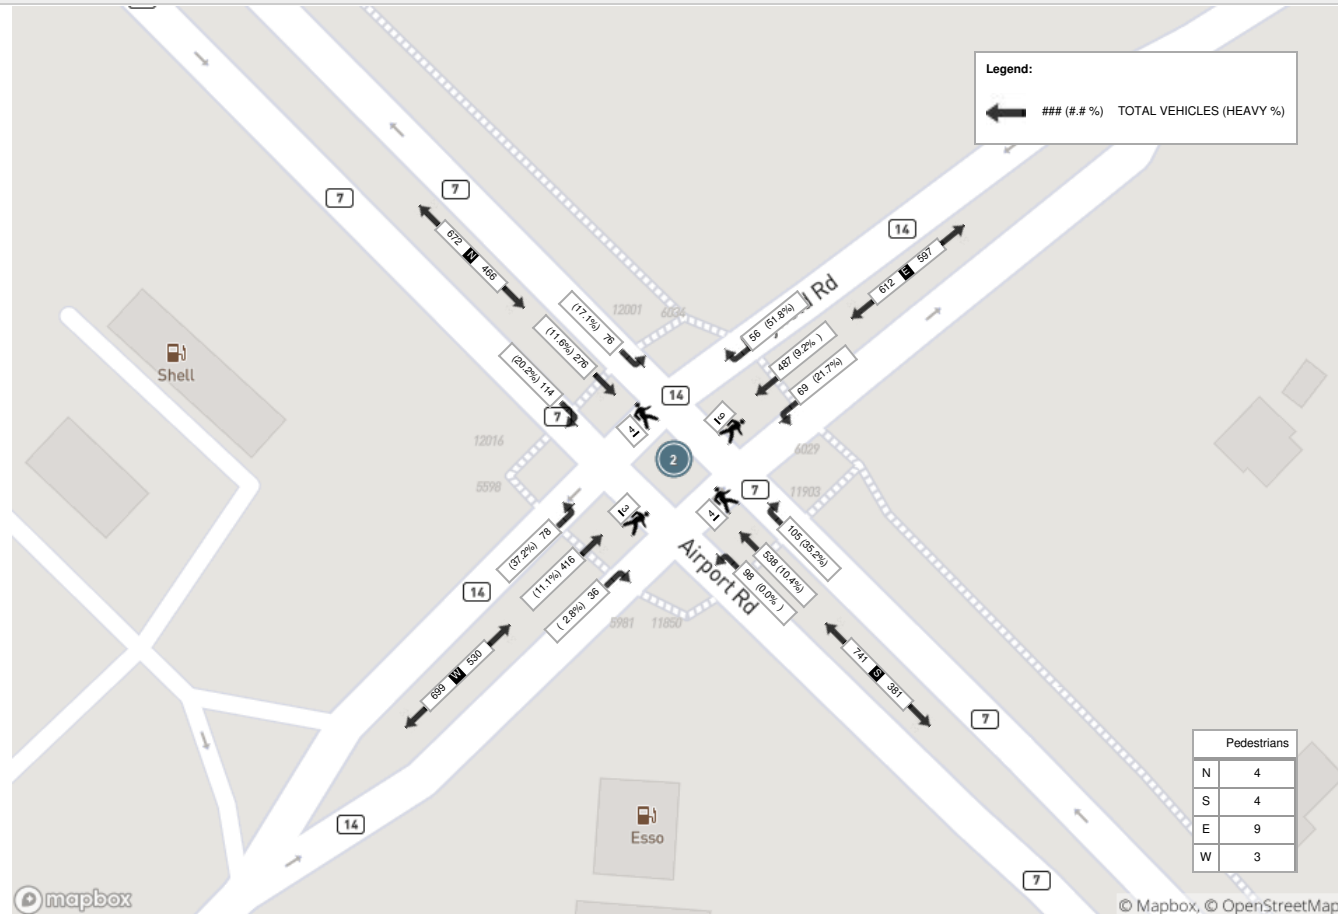 Legend:
### (#.# %) TOTAL VEHICLES (HEAVY %)
7
7
14
672 N 466
612 E 597
(17.1%) 76
(11.6%) 276
(20.2%) 114
56 (51.8%)
Rd
487 (9.2% )
69 (21.7%)
12001
6034
Shell
14
7
4
9
2
12016
5598
6029
11903
7
3
4
(37.2%) 78
(11.1%) 416
( 2.8%) 36
105 (35.2%)
538 (10.4%)
98 (0.0% )
Airport Rd
14
5981
11850
699 W 530
741 S 381
7
14
Esso
7
Pedestrians
N 4
S 4
E 9
W 3
mapbox
© Mapbox, © OpenStreetMap